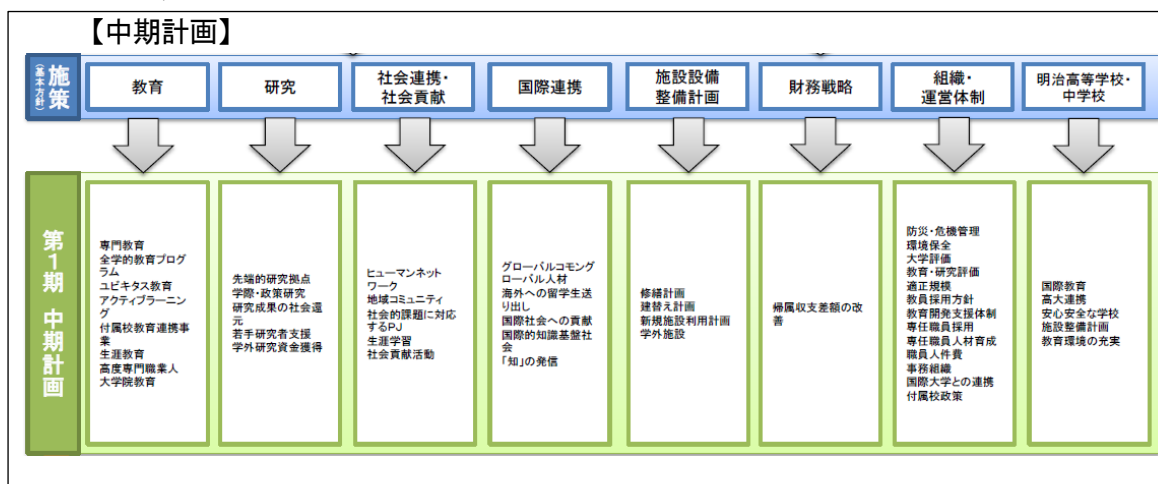 【中期計画】
施策
(基本方針)
教育
研究
社会連携・
社会貢献
国際連携
施設設備
整備計画
財務戦略
組織・
運営体制
明治高等学校・
中学校
第1期 中期計画
専門教育
全学的教育プログ
ラム
ユビキタス教育
アクティブラーニン
グ
付属校教育連携事
業
生涯教育
高度専門職業人
大学院教育
先端的研究拠点
学際・政策研究
研究成果の社会還
元
若手研究者支援
学外研究資金獲得
ヒューマンネット
ワーク
地域コミュニティ
社会的課題に対応
するPJ
生涯学習
社会貢献活動
グローバルコモング
ローバル人材
海外への留学生送
り出し
国際社会への貢献
国際的知識基盤社
会
「知」の発信
修繕計画
建替え計画
新規施設利用計画
学外施設
帰属収支差額の改
善
防災・危機管理
環境保全
大学評価
教育・研究評価
適正規模
教員採用方針
教育開発支援体制
専任職員採用
専任職員人材育成
職員人件費
事務組織
国際大学との連携
付属校政策
国際教育
高大連携
安心安全な学校
施設整備計画
教育環境の充実